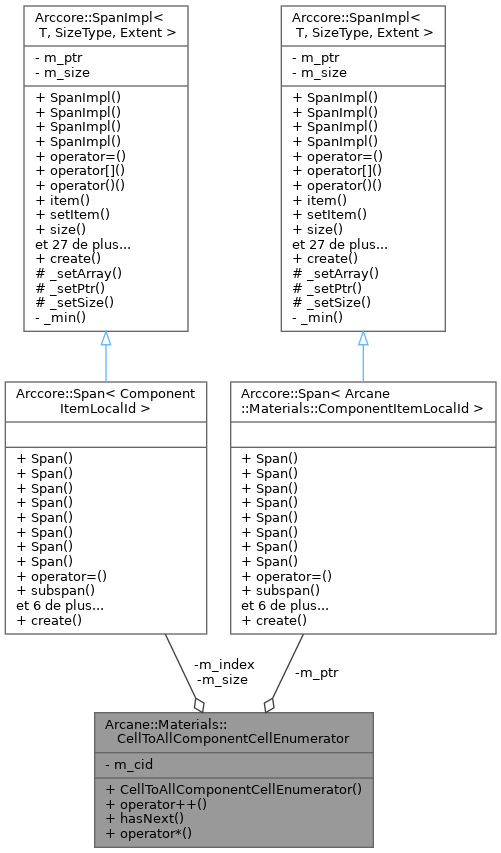 Arccore::SpanImpl<
T, SizeType, Extent >
- m_ptr
- m_size
+ SpanImpl()
+ SpanImpl()
+ SpanImpl()
+ SpanImpl()
+ operator=()
+ operator[]()
+ operator()()
+ item()
+ setItem()
+ size()
et 27 de plus...
+ create()
# _setArray()
# _setPtr()
# _setSize()
- _min()
Arccore::SpanImpl<
T, SizeType, Extent >
- m_ptr
- m_size
+ SpanImpl()
+ SpanImpl()
+ SpanImpl()
+ SpanImpl()
+ operator=()
+ operator[]()
+ operator()()
+ item()
+ setItem()
+ size()
et 27 de plus...
+ create()
# _setArray()
# _setPtr()
# _setSize()
- _min()
Arccore::Span< Component
ItemLocalId >
+ Span()
+ Span()
+ Span()
+ Span()
+ Span()
+ Span()
+ Span()
+ Span()
+ operator=()
+ subspan()
et 6 de plus...
+ create()
Arccore::Span< Arcane
::Materials::ComponentItemLocalId >
+ Span()
+ Span()
+ Span()
+ Span()
+ Span()
+ Span()
+ Span()
+ Span()
+ operator=()
+ subspan()
et 6 de plus...
+ create()
-m_index
-m_size
-m_ptr
Arcane::Materials::
CellToAllComponentCellEnumerator
- m_cid
+ CellToAllComponentCellEnumerator()
+ operator++()
+ hasNext()
+ operator*()